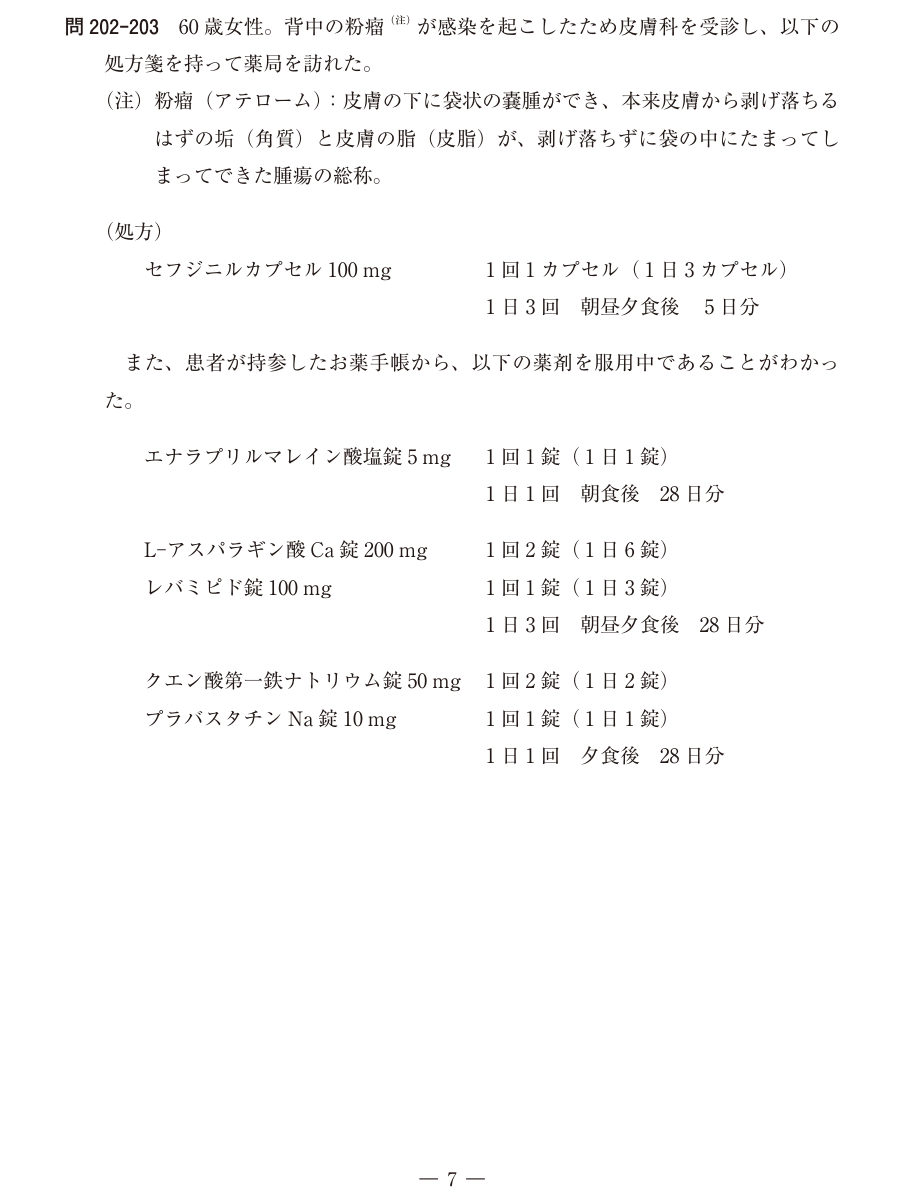 問 202-203　60 歳女性。背中の粉瘤（注）が感染を起こしたため皮膚科を受診し、以下の
処方箋を持って薬局を訪れた。
（注）粉瘤（アテローム）：皮膚の下に袋状の嚢腫ができ、本来皮膚から剥げ落ちる
はずの垢（角質）と皮膚の脂（皮脂）が、剥げ落ちずに袋の中にたまってし
まってできた腫瘍の総称。
（処方）
セフジニルカプセル 100 mg　1 回 1 カプセル（1 日 3 カプセル）
1 日 3 回　朝昼夕食後　5 日分
また、患者が持参したお薬手帳から、以下の薬剤を服用中であることがわかっ
た。
エナラプリルマレイン酸塩錠 5 mg　1 回 1 錠（1 日 1 錠）
1 日 1 回　朝食後　28 日分
L-アスパラギン酸 Ca 錠 200 mg　1 回 2 錠（1 日 6 錠）
レバミピド錠 100 mg　1 回 1 錠（1 日 3 錠）
1 日 3 回　朝昼夕食後　28 日分
クエン酸第一鉄ナトリウム錠 50 mg　1 回 2 錠（1 日 2 錠）
プラバスタチン Na 錠 10 mg　1 回 1 錠（1 日 1 錠）
1 日 1 回　夕食後　28 日分
— 7 —